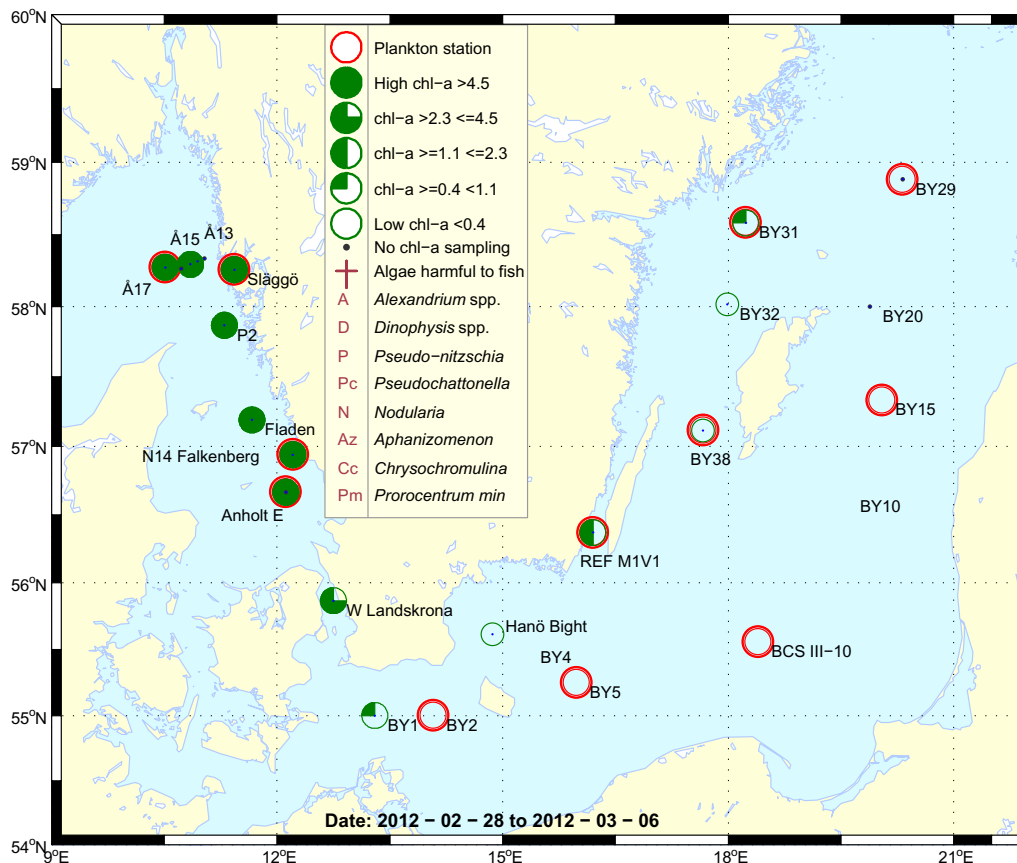 60°N
Plankton station
High chl−a >4.5
chl−a >2.3 <=4.5
chl−a >=1.1 <=2.3
chl−a >=0.4 <1.1
Low chl−a <0.4
No chl−a sampling
Algae harmful to fish
A Alexandrium spp.
D Dinophysis spp.
P Pseudo−nitzschia
Pc Pseudochattonella
N Nodularia
Az Aphanizomenon
Cc Chrysochromulina
Pm Prorocentrum min
59°N
BY29
BY31
Å13
Å15
Släggö
Å17
58°N
BY32
BY20
P2
BY15
Fladen
57°N
N14 Falkenberg
BY38
BY10
Anholt E
REF M1V1
56°N
W Landskrona
Hanö Bight
BY4
BCS III−10
BY5
55°N
BY1
BY2
Date: 2012 − 02 − 28 to 2012 − 03 − 06
54°N
9°E
12°E
15°E
18°E
21°E